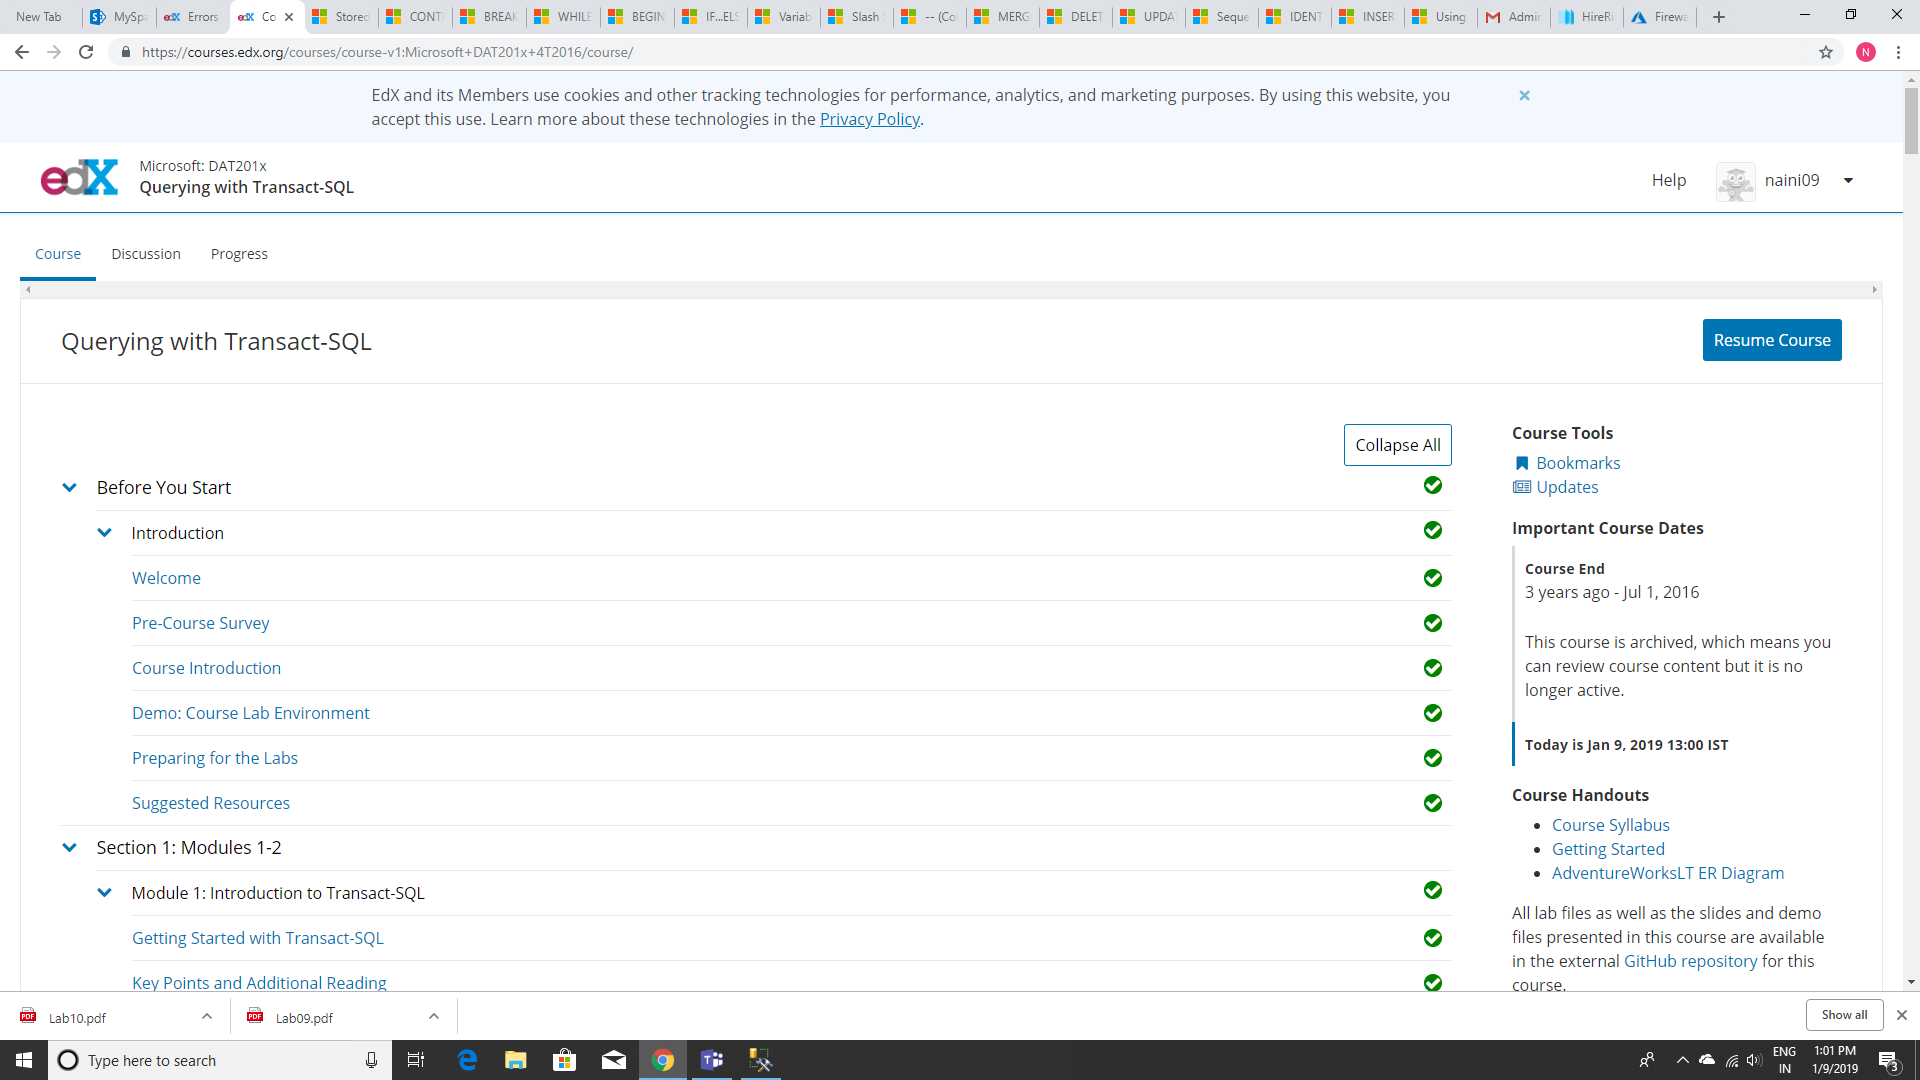 New Tab MySpa Errors Co Stored CONT BREAK WHILE BEGIN IF...ELS Variab Slash -- (Co MERG DELET UPDA Seque IDENT INSER Using Admin HireRi Firewa
https://courses.edx.org/courses/course-v1:Microsoft+DAT201x+4T2016/course/
N
EdX and its Members use cookies and other tracking technologies for performance, analytics, and marketing purposes. By using this website, you
accept this use. Learn more about these technologies in the Privacy Policy.
edX
Microsoft: DAT201x
Querying with Transact-SQL
Help
naini09
Course Discussion Progress
Querying with Transact-SQL
Resume Course
Collapse All
Before You Start
Introduction
Welcome
Pre-Course Survey
Course Introduction
Demo: Course Lab Environment
Preparing for the Labs
Suggested Resources
Section 1: Modules 1-2
Module 1: Introduction to Transact-SQL
Getting Started with Transact-SQL
Key Points and Additional Reading
Course Tools
Bookmarks
Updates
Important Course Dates
Course End
3 years ago - Jul 1, 2016
This course is archived, which means you
can review course content but it is no
longer active.
Today is Jan 9, 2019 13:00 IST
Course Handouts
Course Syllabus
Getting Started
AdventureWorksLT ER Diagram
All lab files as well as the slides and demo
files presented in this course are available
in the external GitHub repository for this
course.
Lab10.pdf
Lab09.pdf
Show all
Type here to search
ENG
IN
1:01 PM
1/9/2019
3